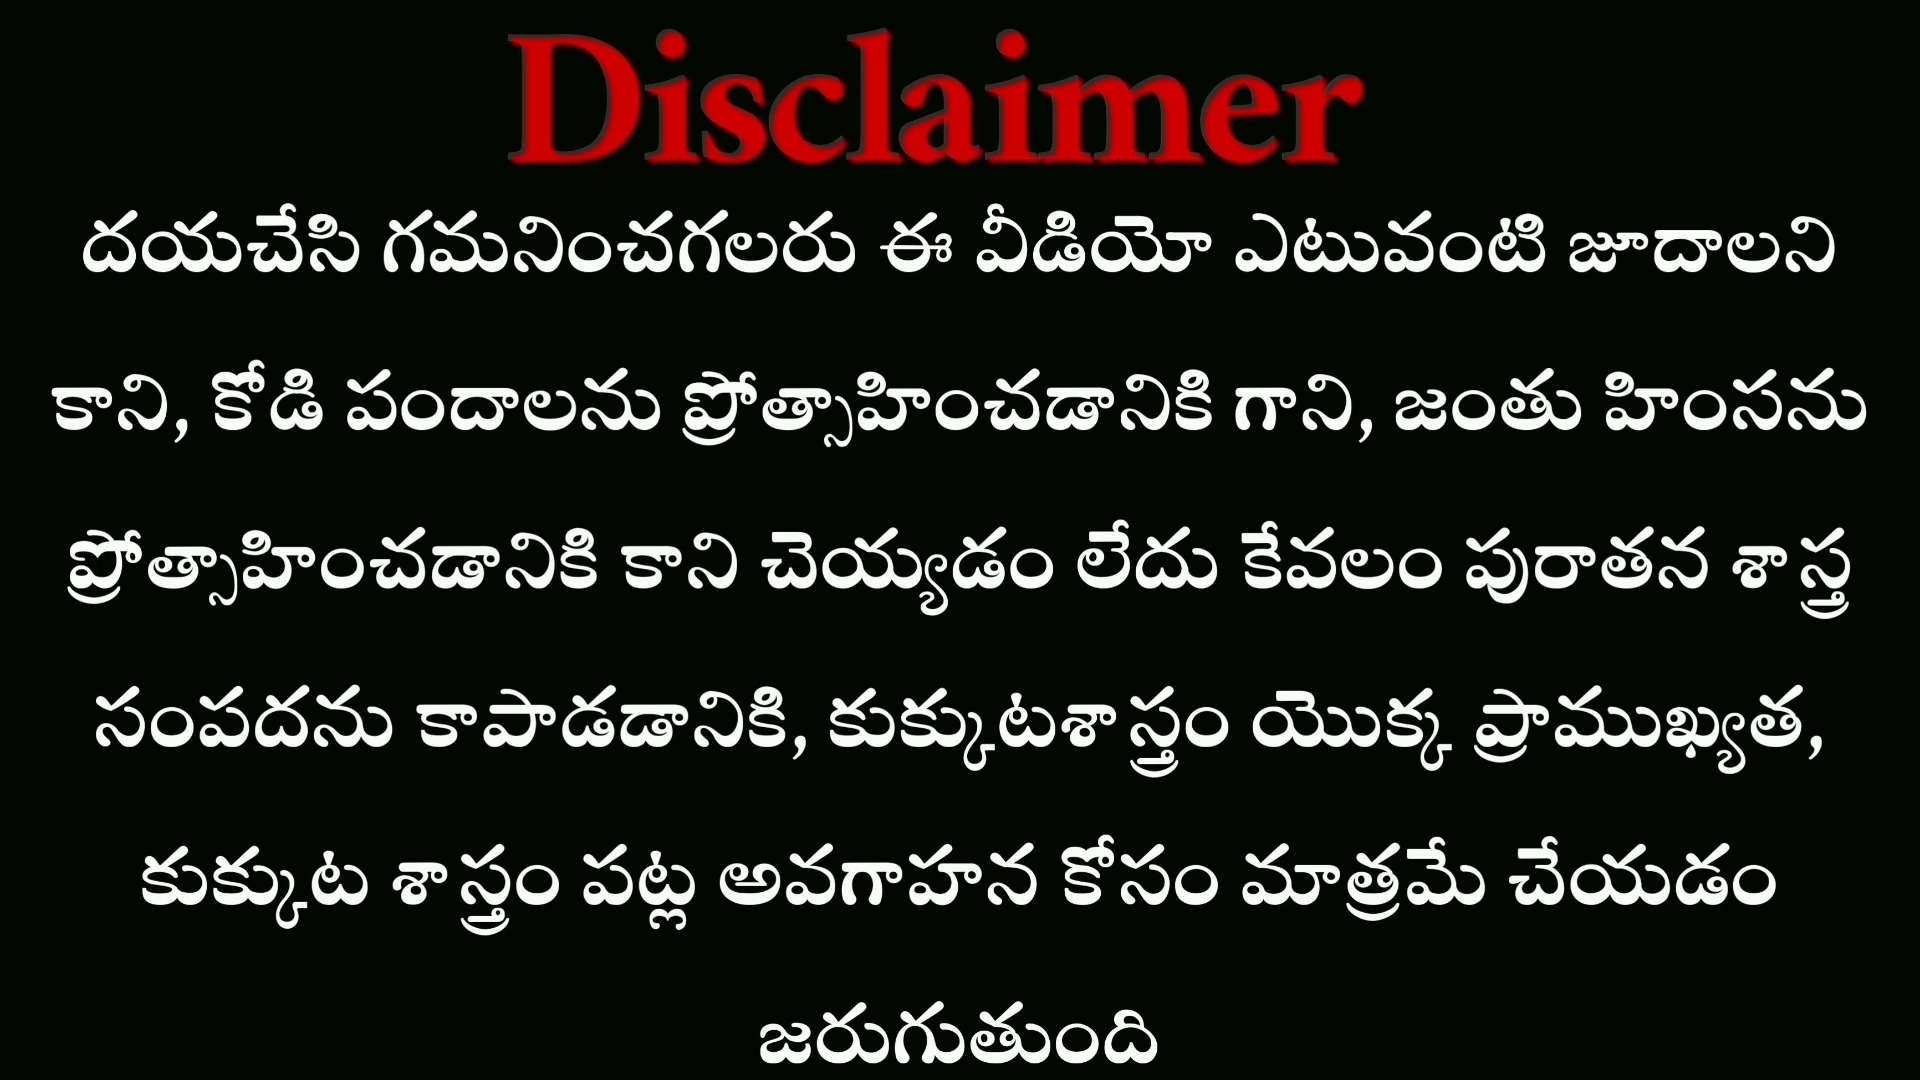 Disclaimer
దయచేసి గమనించగలరు ఈ వీడియో ఎటువంటి జూదాలని
కాని, కోడి పందాలను ప్రోత్సాహించడానికి గాని, జంతు హింసను
ప్రోత్సాహించడానికి కాని చెయ్యడం లేదు కేవలం పురాతన శాస్త్ర
సంపదను కాపాడడానికి, కుక్కుటశాస్త్రం యొక్క ప్రాముఖ్యత,
కుక్కుట శాస్త్రం పట్ల అవగాహన కోసం మాత్రమే చేయడం
జరుగుతుంది